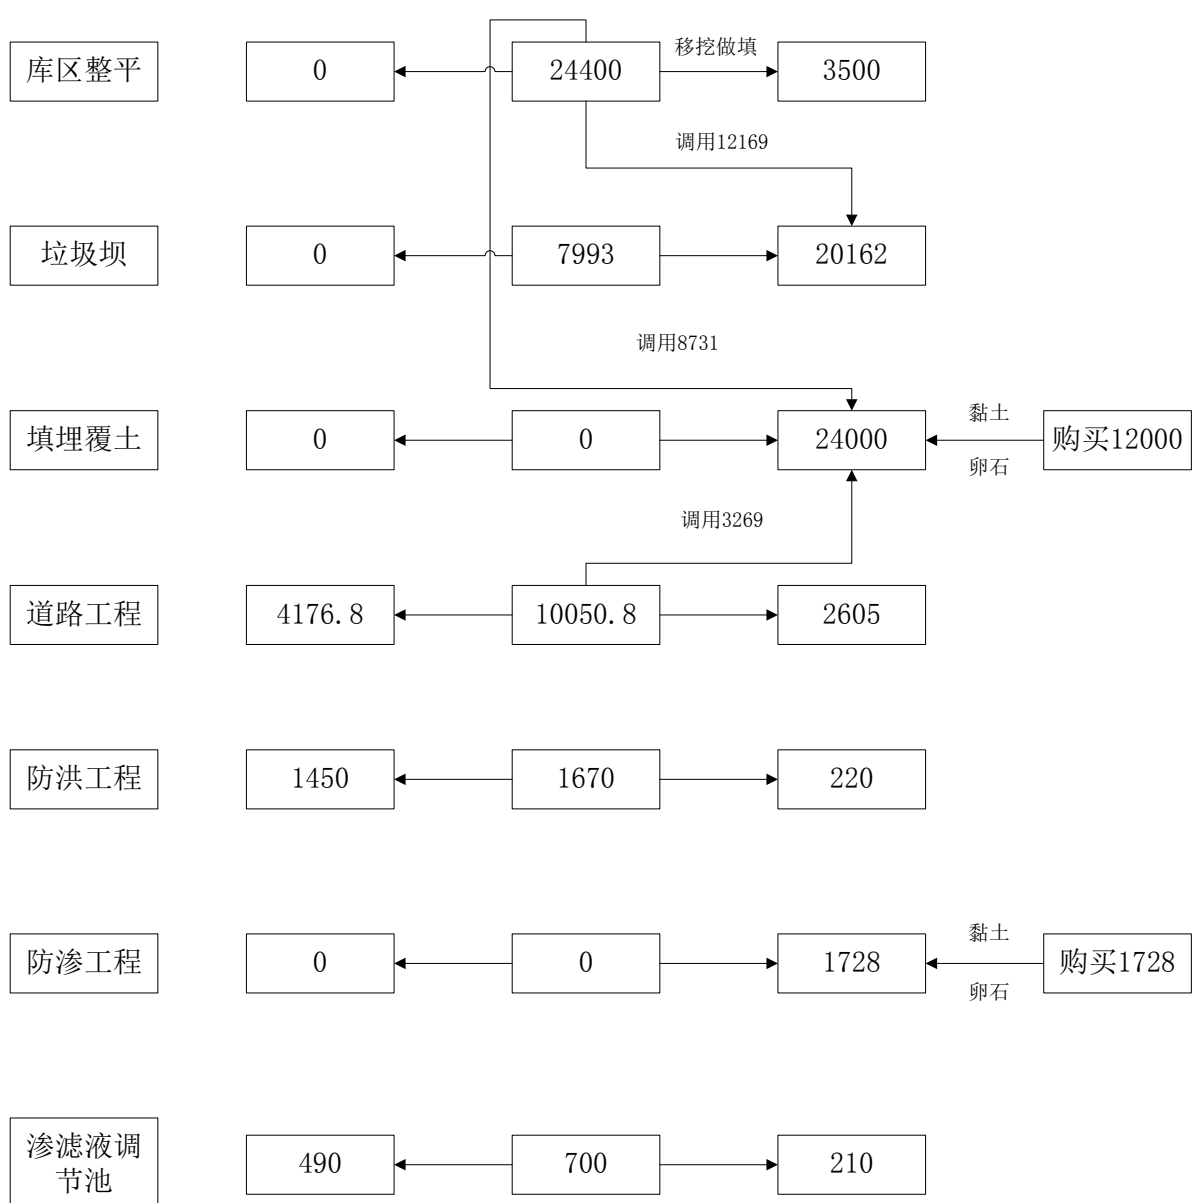 移挖做填
库区整平
0
24400
3500
调用12169
垃圾坝
0
7993
20162
调用8731
填埋覆土
0
0
24000
黏土
卵石
购买12000
调用3269
道路工程
4176.8
10050.8
2605
防洪工程
1450
1670
220
防渗工程
0
0
1728
黏土
卵石
购买1728
渗滤液调
节池
490
700
210